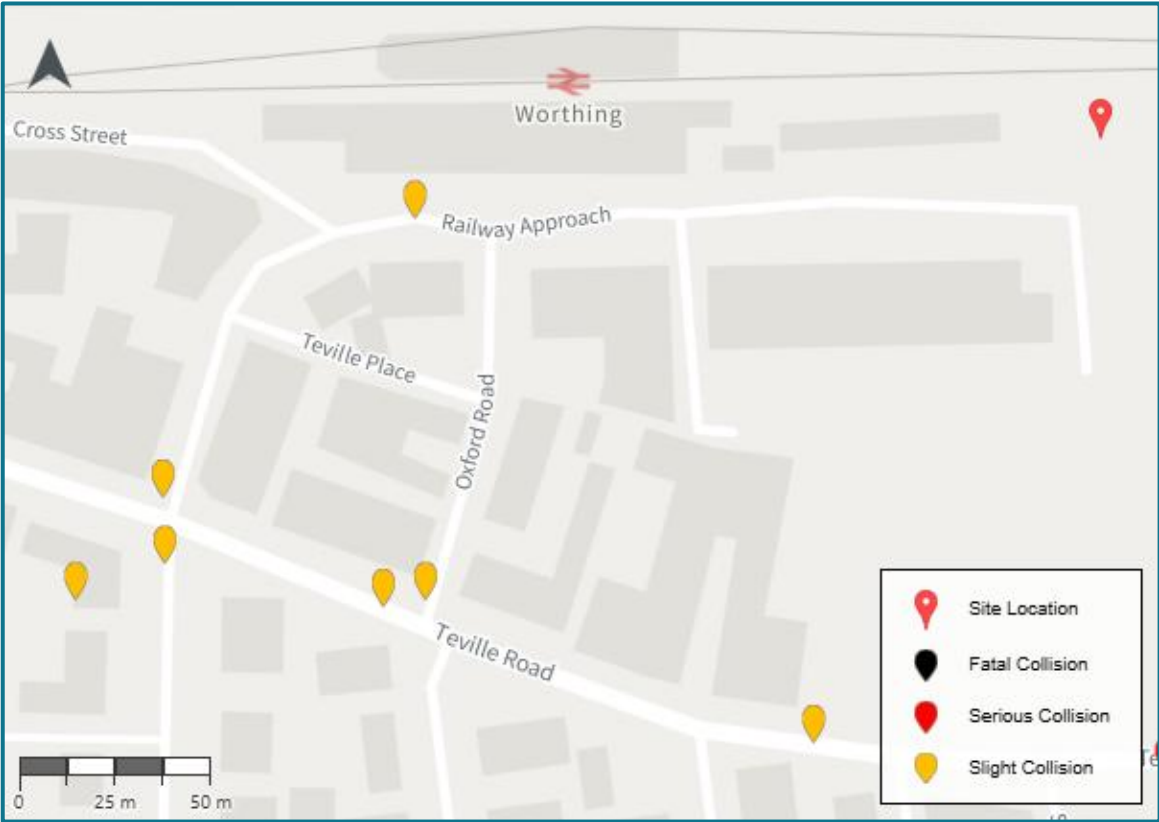 Worthing
Cross Street
Railway Approach
Teville Place
Oxford Road
Teville Road
Site Location
Fatal Collision
Serious Collision
Slight Collision
Te
0 25 m 50 m